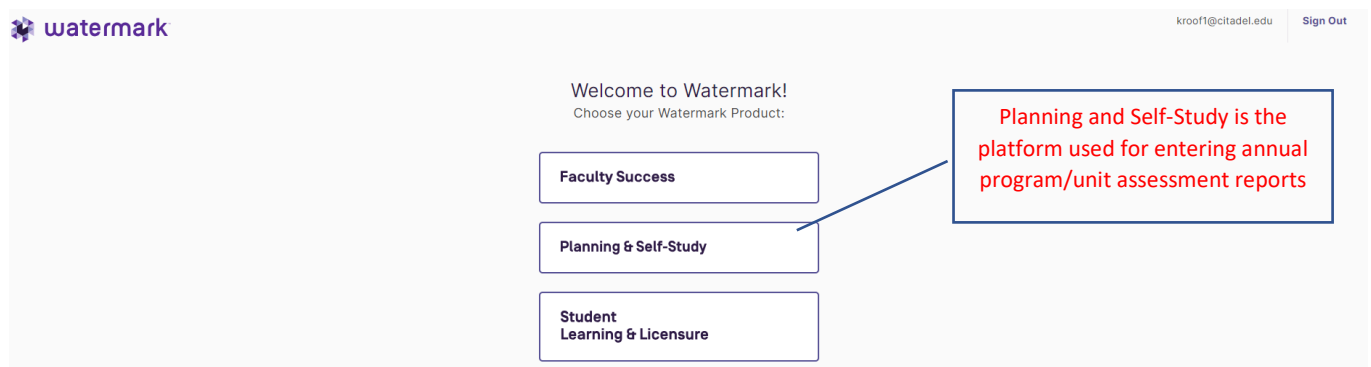 watermark
kroof1@citadel.edu Sign Out
Welcome to Watermark!
Choose your Watermark Product:
Faculty Success
Planning & Self-Study
Student
Learning & Licensure
Planning and Self-Study is the
platform used for entering annual
program/unit assessment reports